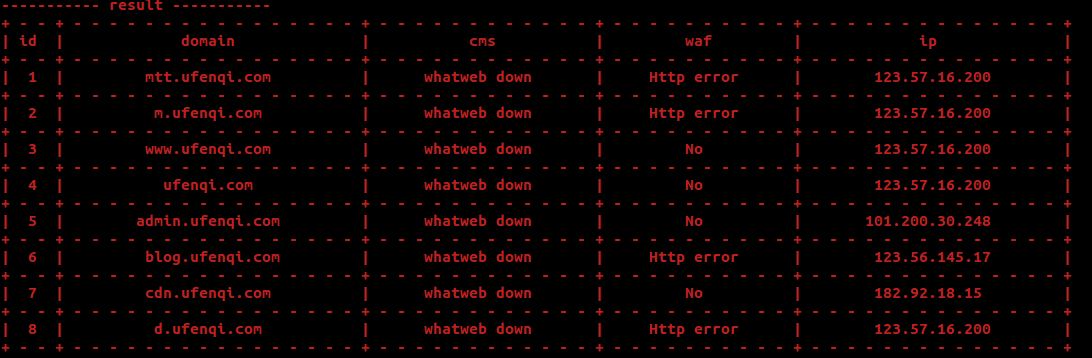 ----------- result -----------
+ - - + - - - - - - - - - - - - - - - - + - - - - - - - - - - - - + - - - - - - - - - - + - - - - - - - - - - - - - - +
| id | domain | cms | waf | ip |
+ - - + - - - - - - - - - - - - - - - - + - - - - - - - - - - - - + - - - - - - - - - - + - - - - - - - - - - - - - - +
| 1 | mtt.ufenqi.com | whatweb down | Http error | 123.57.16.200 |
+ - - + - - - - - - - - - - - - - - - - + - - - - - - - - - - - - + - - - - - - - - - - + - - - - - - - - - - - - - - +
| 2 | m.ufenqi.com | whatweb down | Http error | 123.57.16.200 |
+ - - + - - - - - - - - - - - - - - - - + - - - - - - - - - - - - + - - - - - - - - - - + - - - - - - - - - - - - - - +
| 3 | www.ufenqi.com | whatweb down | No | 123.57.16.200 |
+ - - + - - - - - - - - - - - - - - - - + - - - - - - - - - - - - + - - - - - - - - - - + - - - - - - - - - - - - - - +
| 4 | ufenqi.com | whatweb down | No | 123.57.16.200 |
+ - - + - - - - - - - - - - - - - - - - + - - - - - - - - - - - - + - - - - - - - - - - + - - - - - - - - - - - - - - +
| 5 | admin.ufenqi.com | whatweb down | No | 101.200.30.248 |
+ - - + - - - - - - - - - - - - - - - - + - - - - - - - - - - - - + - - - - - - - - - - + - - - - - - - - - - - - - - +
| 6 | blog.ufenqi.com | whatweb down | Http error | 123.56.145.17 |
+ - - + - - - - - - - - - - - - - - - - + - - - - - - - - - - - - + - - - - - - - - - - + - - - - - - - - - - - - - - +
| 7 | cdn.ufenqi.com | whatweb down | No | 182.92.18.15 |
+ - - + - - - - - - - - - - - - - - - - + - - - - - - - - - - - - + - - - - - - - - - - + - - - - - - - - - - - - - - +
| 8 | d.ufenqi.com | whatweb down | Http error | 123.57.16.200 |
+ - - + - - - - - - - - - - - - - - - - + - - - - - - - - - - - - + - - - - - - - - - - + - - - - - - - - - - - - - - +